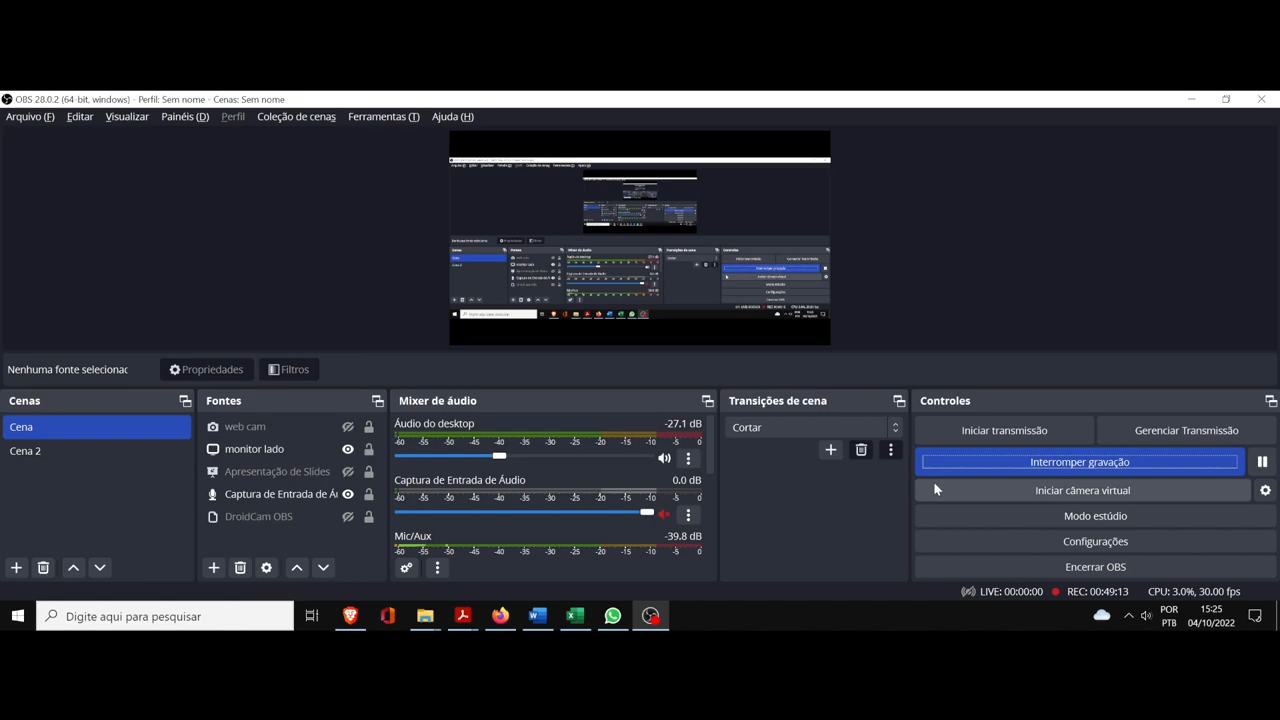 OBS 28.0.2 (64-bit, windows) - Perfil: Sem nome - Cenas: Sem nome
Arquivo (F) Editar Visualizar Painéis (D) Perfil Coleção de cenas Ferramentas (T) Ajuda (H)
Nenhuma fonte selecionac Propriedades Filtros
Cenas
Cena
Cena 2
Fontes
web cam
monitor lado
Apresentação de Slides
Captura de Entrada de Áu
DroidCam OBS
Mixer de áudio
Áudio do desktop -27.1 dB
-60 -55 -50 -45 -40 -35 -30 -25 -20 -15 -10 -5 0
Captura de Entrada de Áudio 0.0 dB
-60 -55 -50 -45 -40 -35 -30 -25 -20 -15 -10 -5 0
Mic/Aux -39.8 dB
-60 -55 -50 -45 -40 -35 -30 -25 -20 -15 -10 -5 0
Transições de cena
Cortar
Controles
Iniciar transmissão Gerenciar Transmissão
Interromper gravação
Iniciar câmera virtual
Modo estúdio
Configurações
Encerrar OBS
LIVE: 00:00:00 REC: 00:49:13 CPU: 3.0%, 30.00 fps
Digite aqui para pesquisar
POR
PTB
15:25
04/10/2022